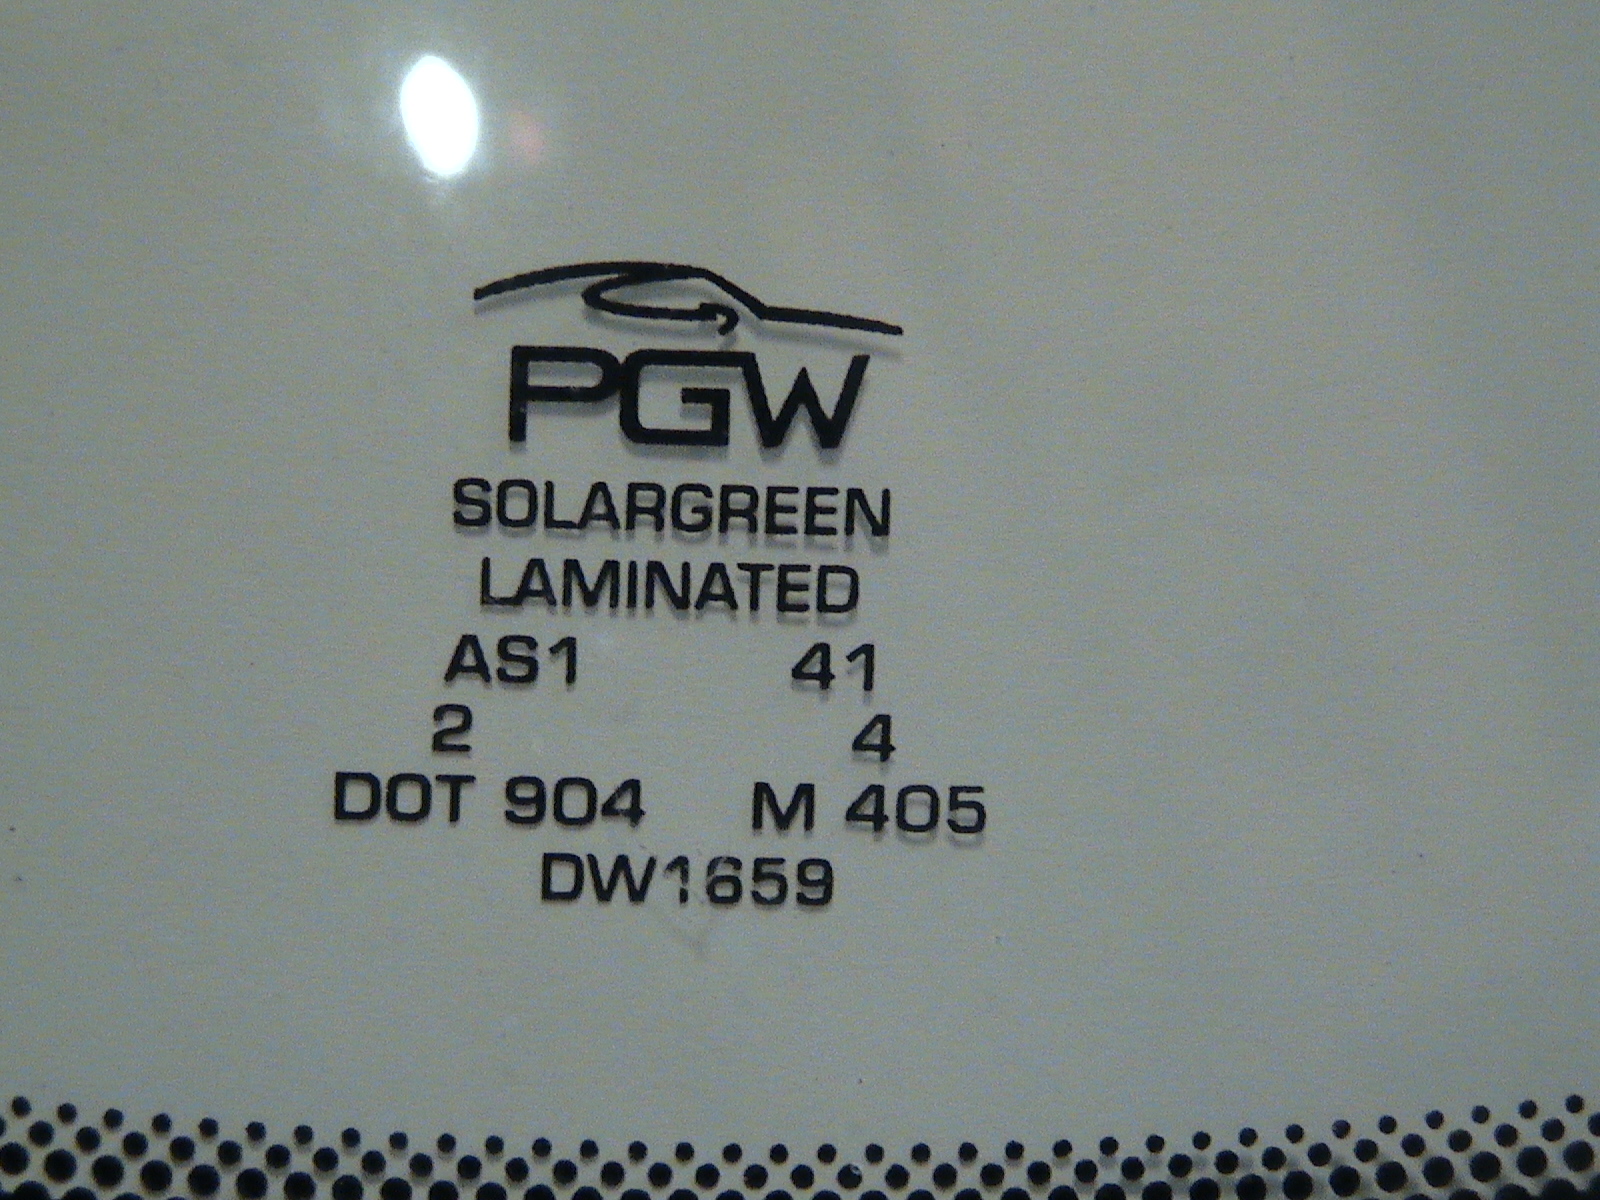 PGW
SOLARGREEN
LAMINATED
AS1 41
2 4
DOT 904 M 405
DW1659